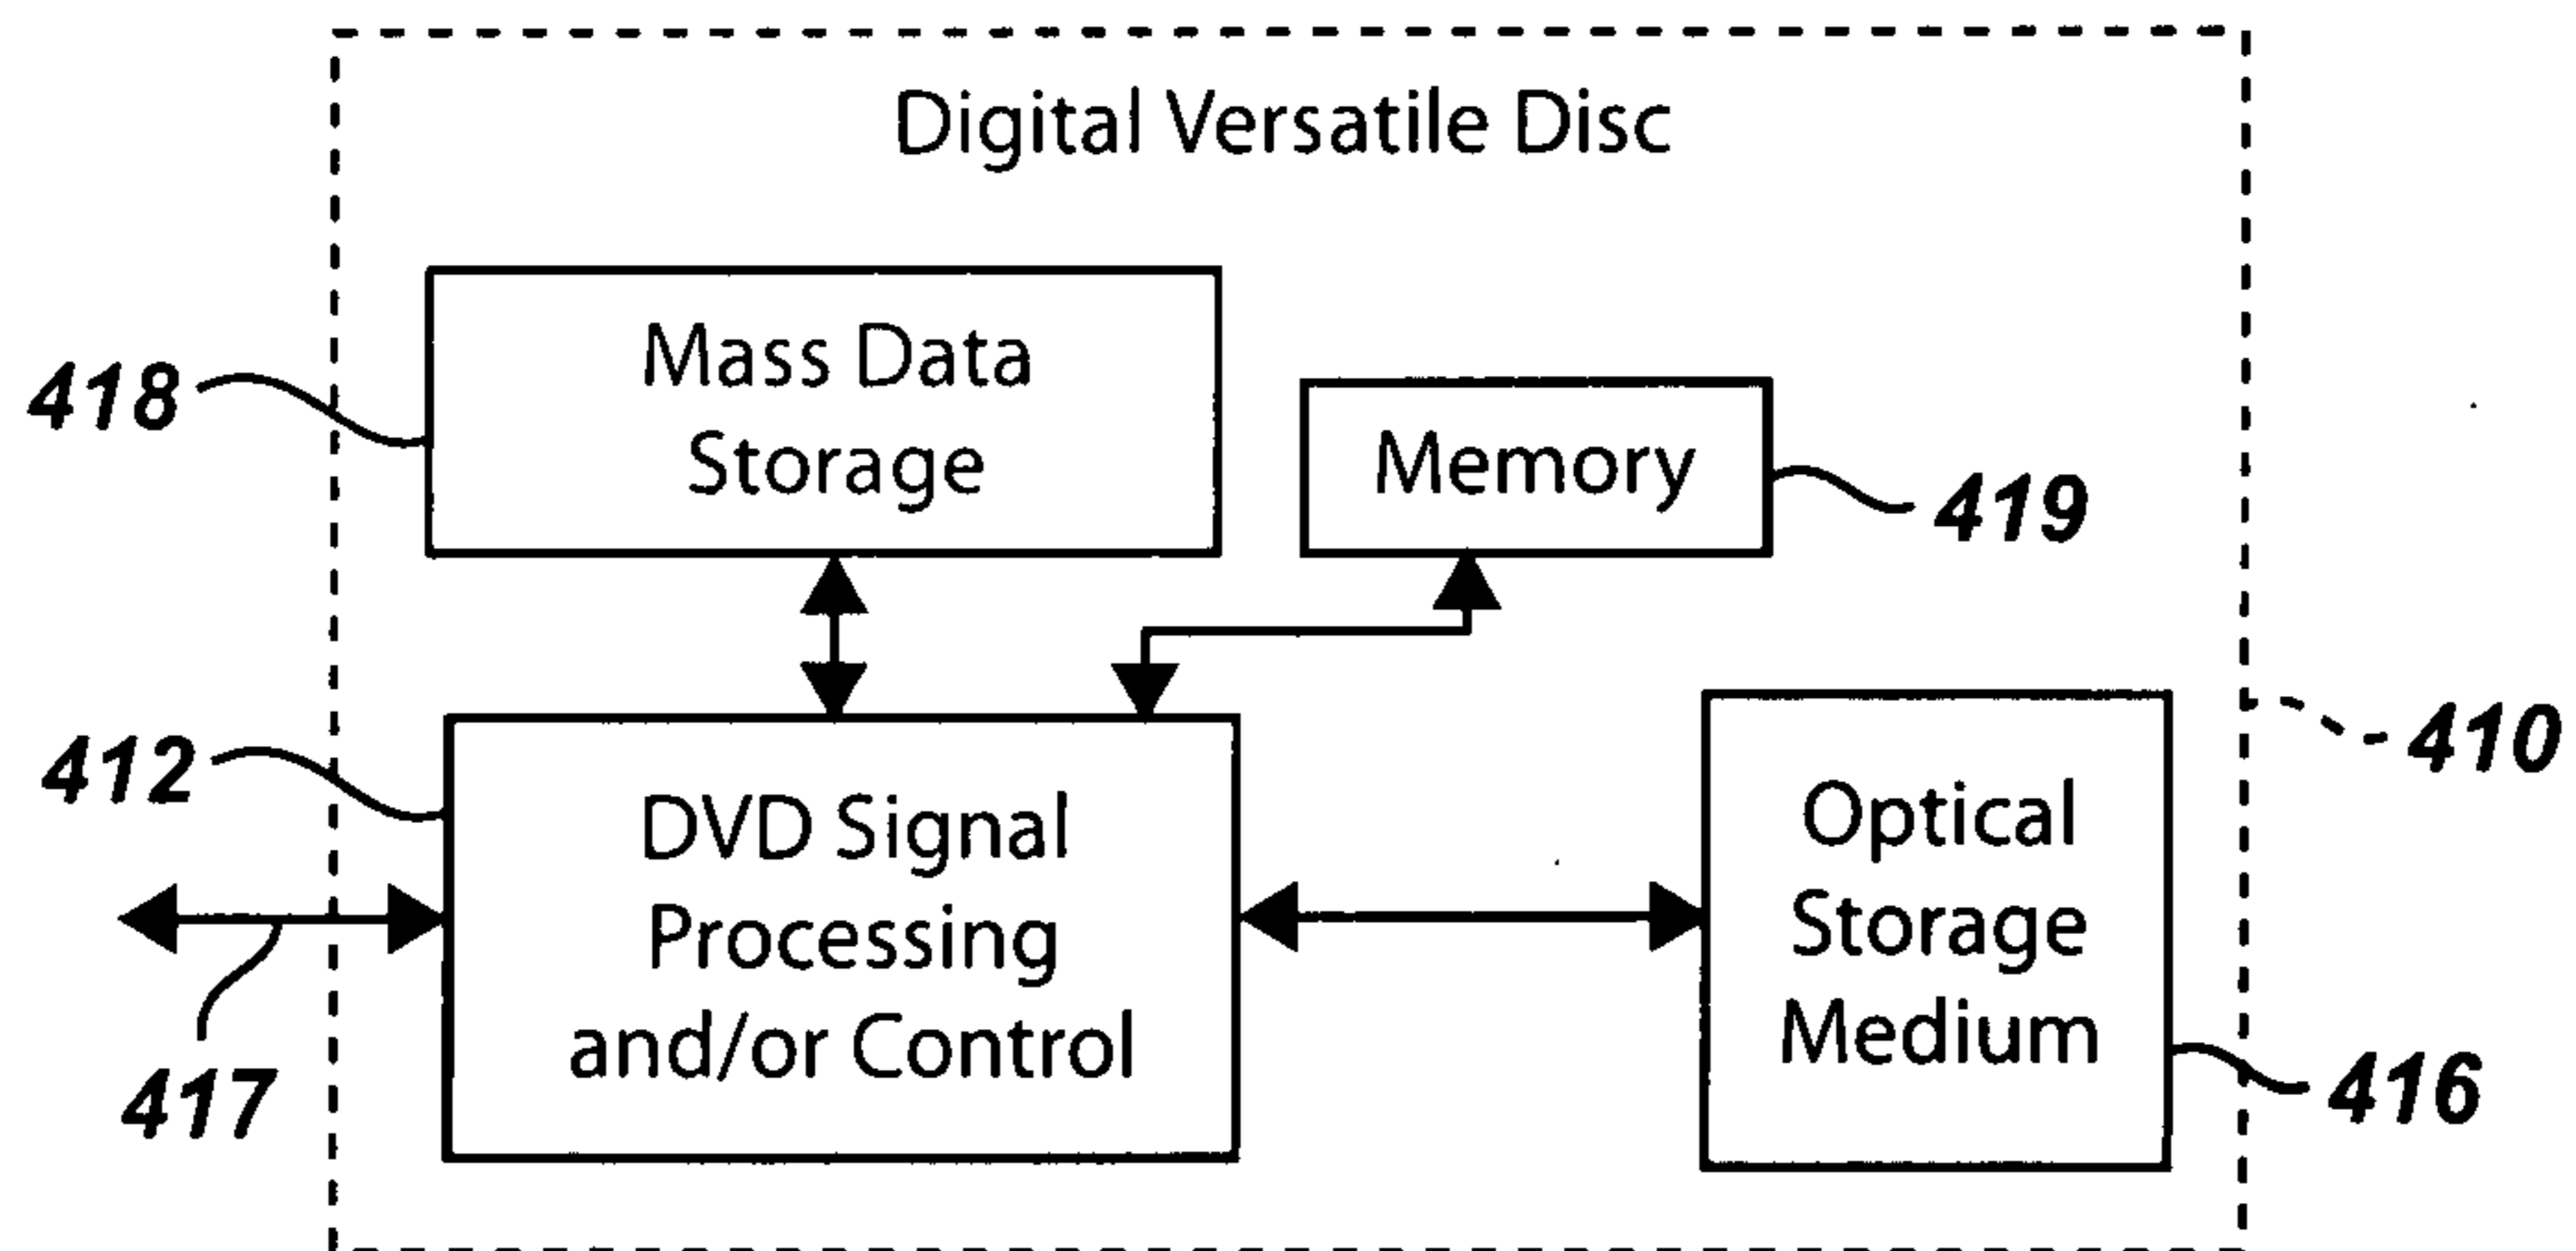 Digital Versatile Disc
Mass Data
Storage
418
Memory
419
412
DVD Signal
Processing
and/or Control
417
Optical
Storage
Medium
410
416